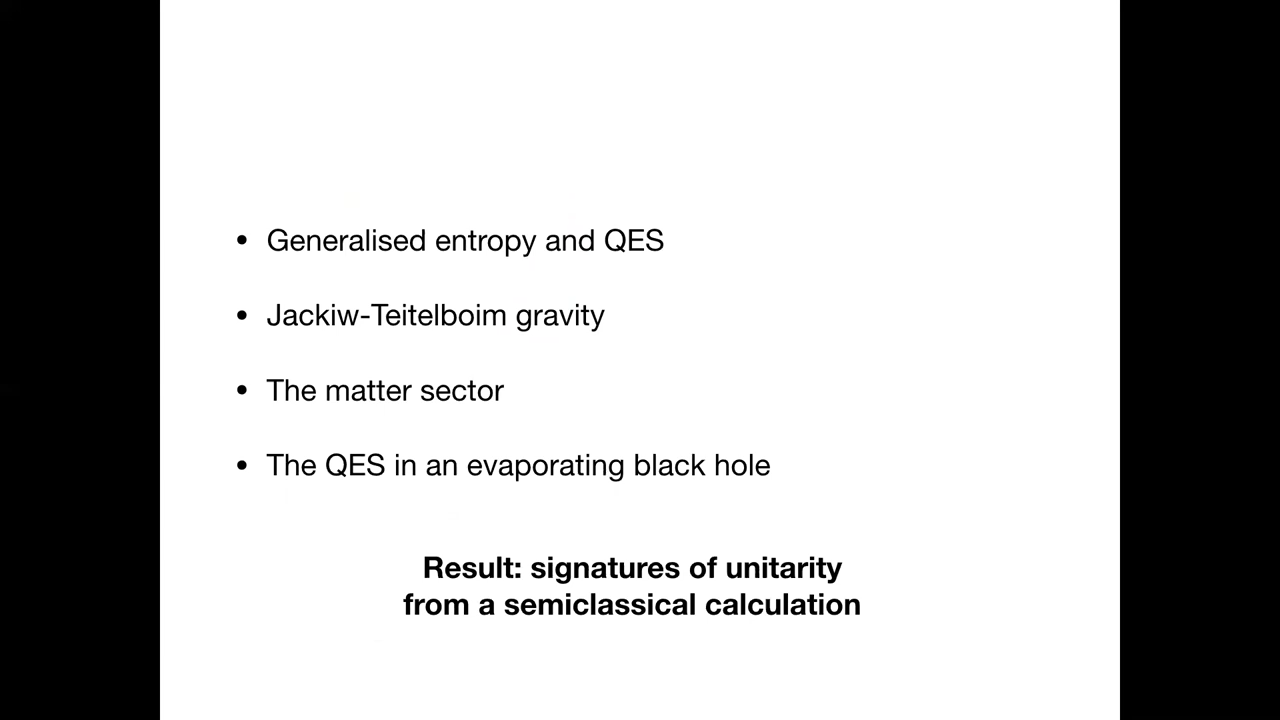 • Generalised entropy and QES
• Jackiw-Teitelboim gravity
• The matter sector
• The QES in an evaporating black hole
Result: signatures of unitarity
from a semiclassical calculation